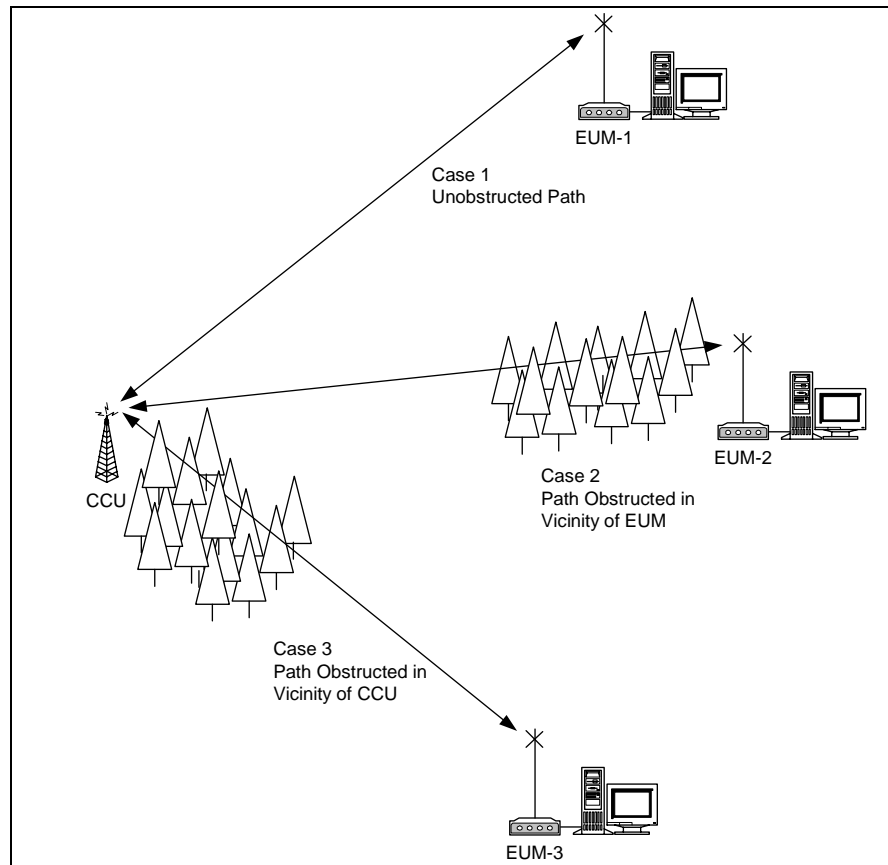 EUM-1
Case 1
Unobstructed Path
CCU
EUM-2
Case 2
Path Obstructed in
Vicinity of EUM
Case 3
Path Obstructed in
Vicinity of CCU
EUM-3